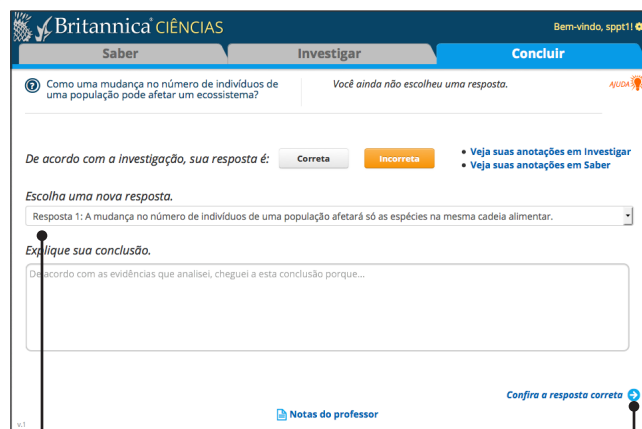 Britannica® CIÊNCIAS
Bem-vindo, sppt1!
Saber
Investigar
Concluir
Como uma mudança no número de indivíduos de
uma população pode afetar um ecossistema?
Você ainda não escolheu uma resposta.
AJUDA
De acordo com a investigação, sua resposta é:
Correta
Incorreta
• Veja suas anotações em Investigar
• Veja suas anotações em Saber
Escolha uma nova resposta.
Resposta 1: A mudança no número de indivíduos de uma população afetará só as espécies na mesma cadeia alimentar.
Explique sua conclusão.
De acordo com as evidências que analisei, cheguei a esta conclusão porque...
Confira a resposta correta
Notas do professor
v.1